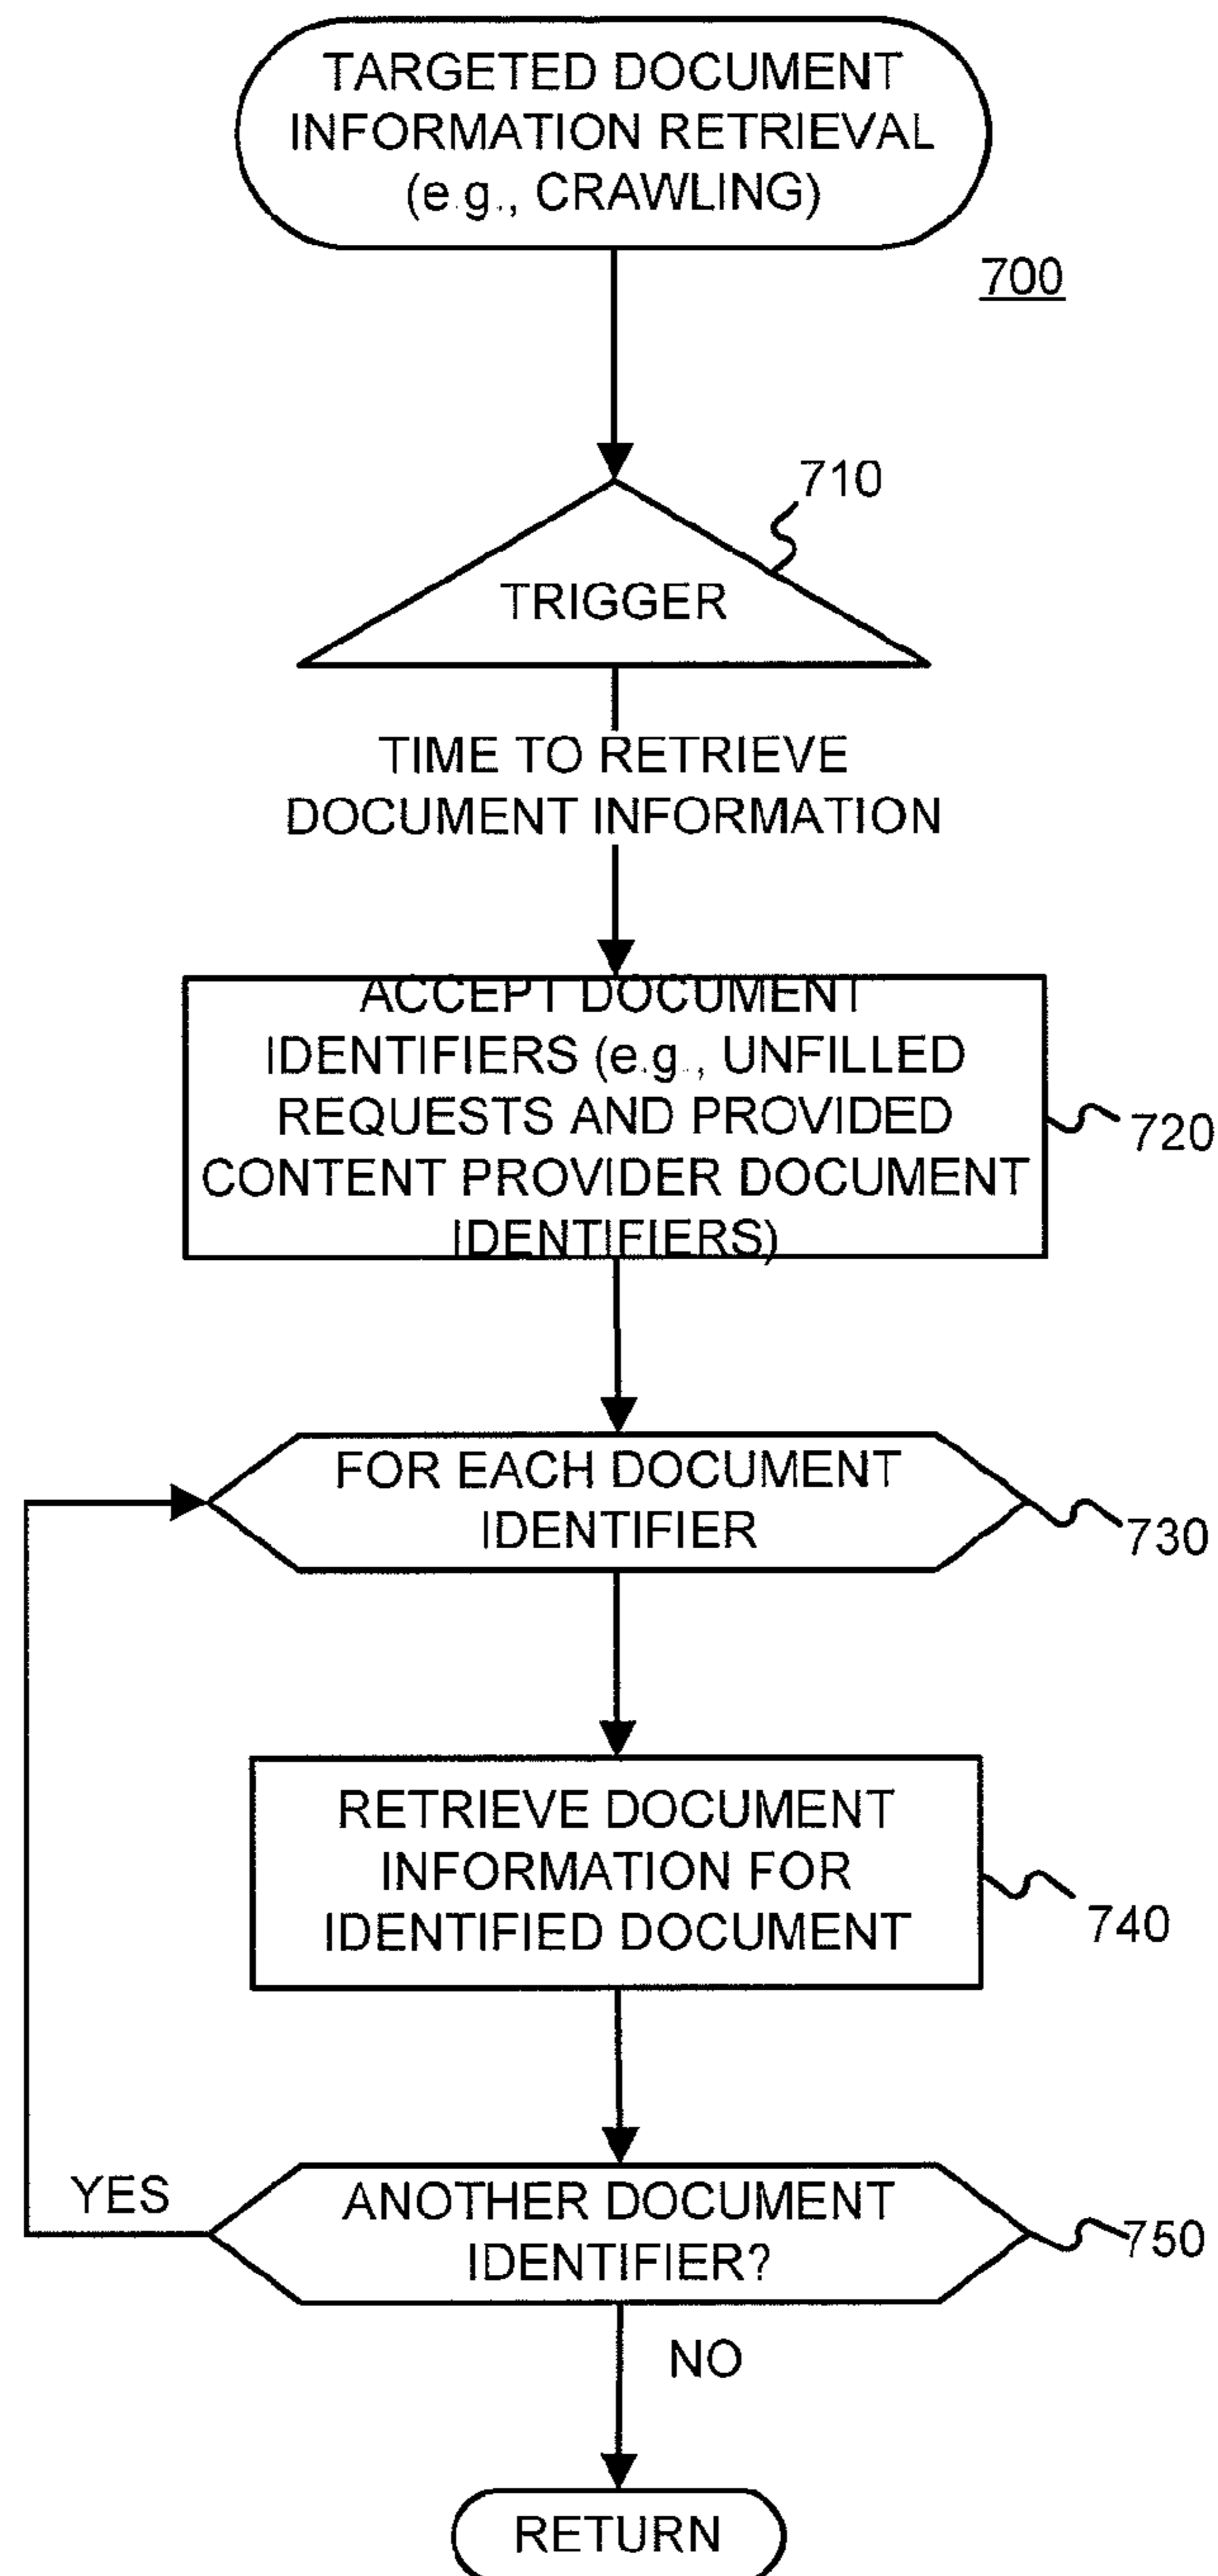 TARGETED DOCUMENT
INFORMATION RETRIEVAL
(e.g., CRAWLING)
700
710
TRIGGER
TIME TO RETRIEVE
DOCUMENT INFORMATION
ACCEPT DOCUMENT
IDENTIFIERS (e.g., UNFILLED
REQUESTS AND PROVIDED
CONTENT PROVIDER DOCUMENT
IDENTIFIERS)
720
FOR EACH DOCUMENT
IDENTIFIER
730
RETRIEVE DOCUMENT
INFORMATION FOR
IDENTIFIED DOCUMENT
740
YES
ANOTHER DOCUMENT
IDENTIFIER?
750
NO
RETURN